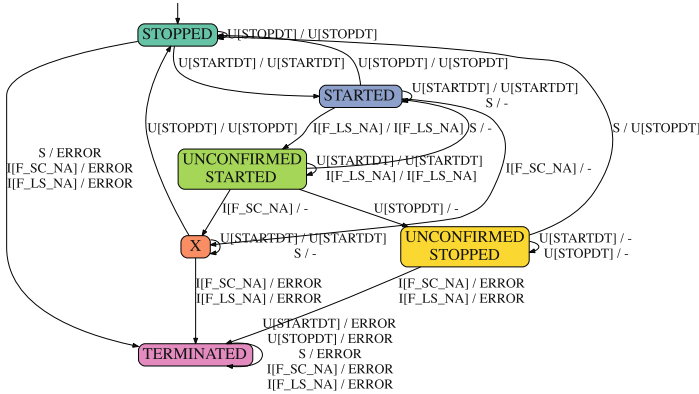 STOPPED
U[STOPDT] / U[STOPDT]
U[STARTDT] / U[STARTDT]
U[STOPDT] / U[STOPDT]
STARTED
U[STARTDT] / U[STARTDT]
S / -
U[STOPDT] / U[STOPDT]
I[F_LS_NA] / I[F_LS_NA]
S / -
S / U[STOPDT]
S / ERROR
I[F_SC_NA] / ERROR
I[F_LS_NA] / ERROR
UNCONFIRMED
STARTED
U[STARTDT] / U[STARTDT]
I[F_LS_NA] / I[F_LS_NA]
I[F_SC_NA] / -
I[F_SC_NA] / -
U[STOPDT] / -
X
U[STARTDT] / U[STARTDT]
S / -
UNCONFIRMED
STOPPED
U[STARTDT] / -
U[STOPDT] / -
I[F_SC_NA] / ERROR
I[F_LS_NA] / ERROR
I[F_SC_NA] / ERROR
I[F_LS_NA] / ERROR
TERMINATED
U[STARTDT] / ERROR
U[STOPDT] / ERROR
S / ERROR
I[F_SC_NA] / ERROR
I[F_LS_NA] / ERROR